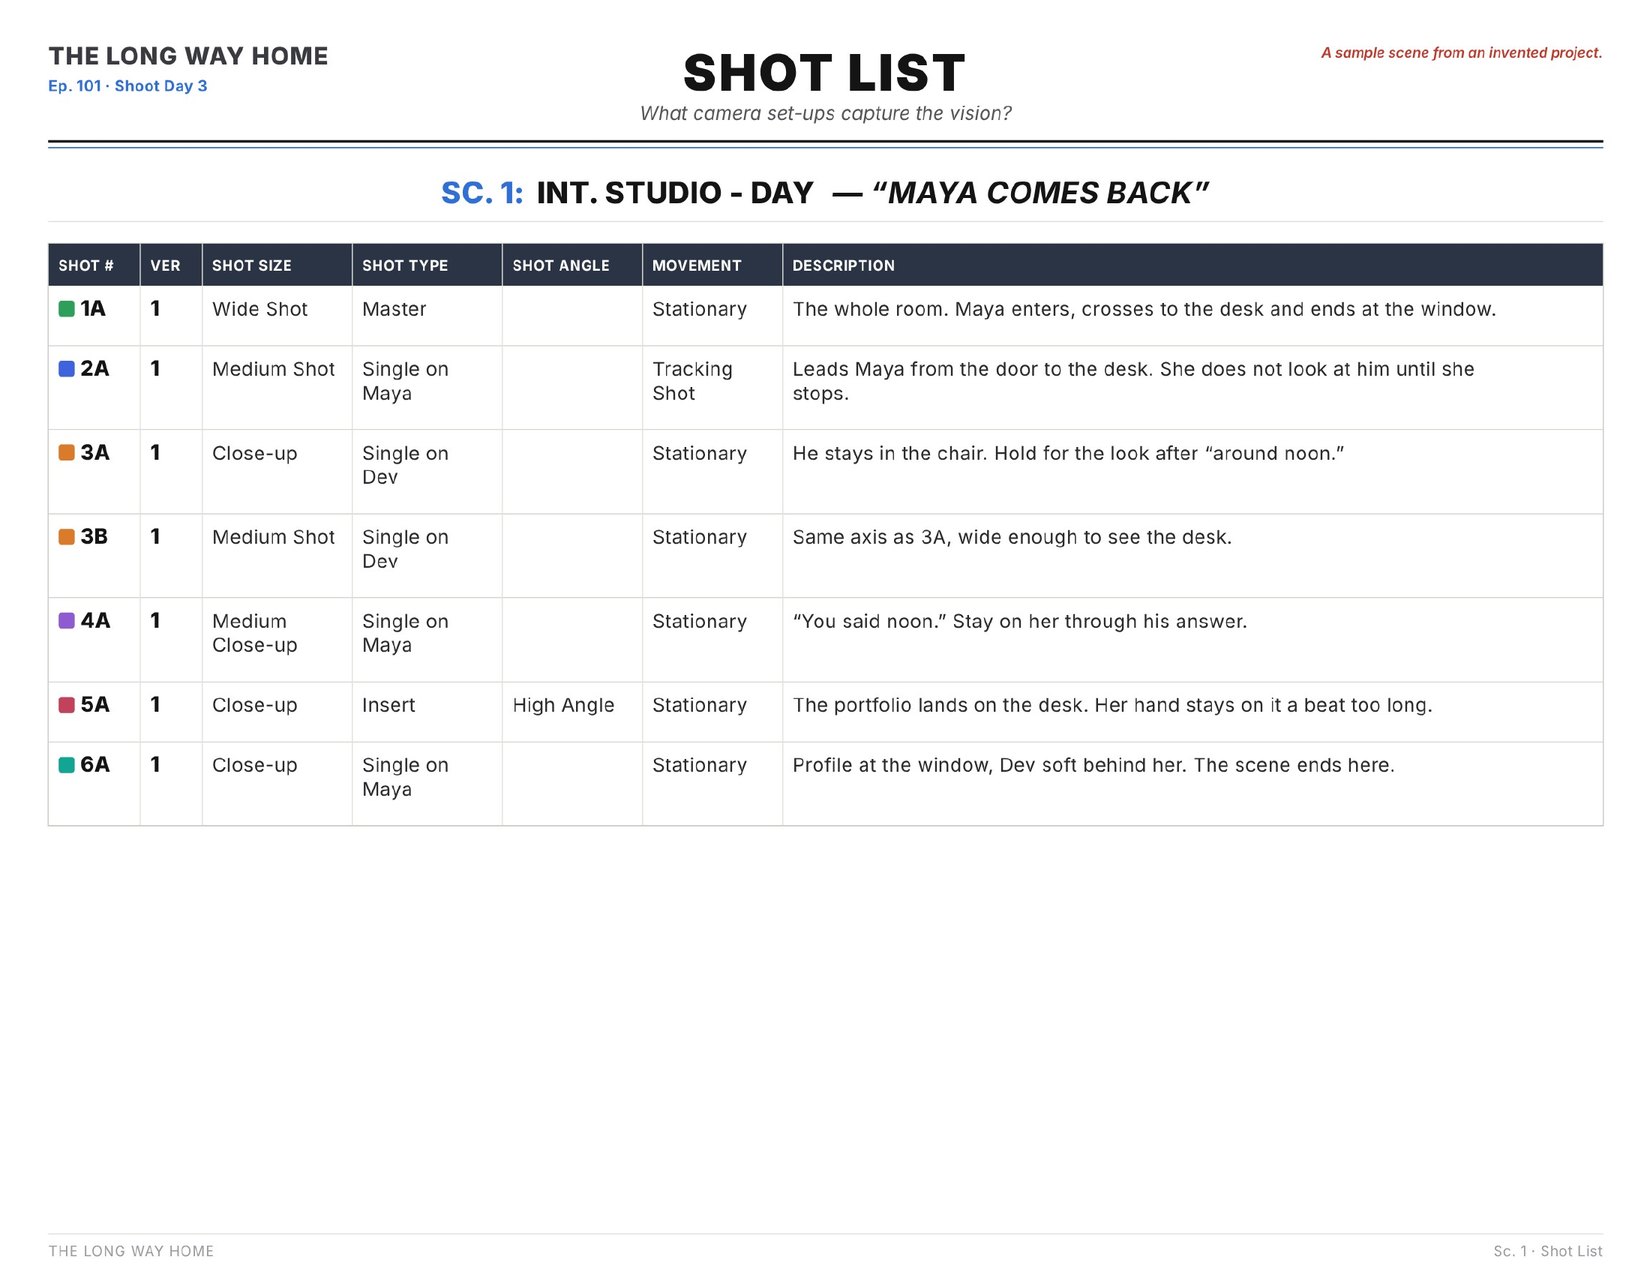 THE LONG WAY HOME
Ep. 101 · Shoot Day 3
SHOT LIST
What camera set-ups capture the vision?
A sample scene from an invented project.
SC. 1: INT. STUDIO - DAY — “MAYA COMES BACK”
SHOT # VER SHOT SIZE SHOT TYPE SHOT ANGLE MOVEMENT DESCRIPTION
1A 1 Wide Shot Master Stationary The whole room. Maya enters, crosses to the desk and ends at the window.
2A 1 Medium Shot Single on Tracking Leads Maya from the door to the desk. She does not look at him until she
Maya Shot stops.
3A 1 Close-up Single on Stationary He stays in the chair. Hold for the look after “around noon.”
Dev
3B 1 Medium Shot Single on Stationary Same axis as 3A, wide enough to see the desk.
Dev
4A 1 Medium Single on Stationary “You said noon.” Stay on her through his answer.
Close-up Maya
5A 1 Close-up Insert High Angle Stationary The portfolio lands on the desk. Her hand stays on it a beat too long.
6A 1 Close-up Single on Stationary Profile at the window, Dev soft behind her. The scene ends here.
Maya
THE LONG WAY HOME
Sc. 1 · Shot List